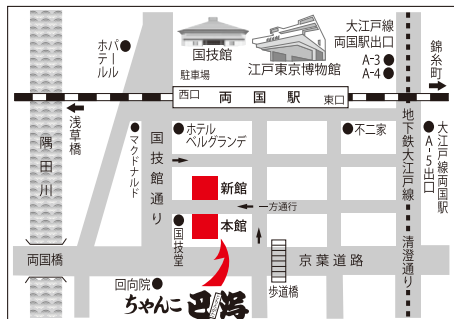 大江戸線
両国駅出口
A-3
A-4
錦糸町
パール
ホテル
国技館
江戸東京博物館
駐車場
西口
両国駅
東口
浅草橋
隅田川
マクドナルド
国技館通り
ホテル
ベルグランデ
不二家
地下鉄大江戸線
大江戸線両国駅
A-5出口
新館
一方通行
本館
国技堂
清澄通り
両国橋
京葉道路
回向院
歩道橋
ちゃんこ 巴潟